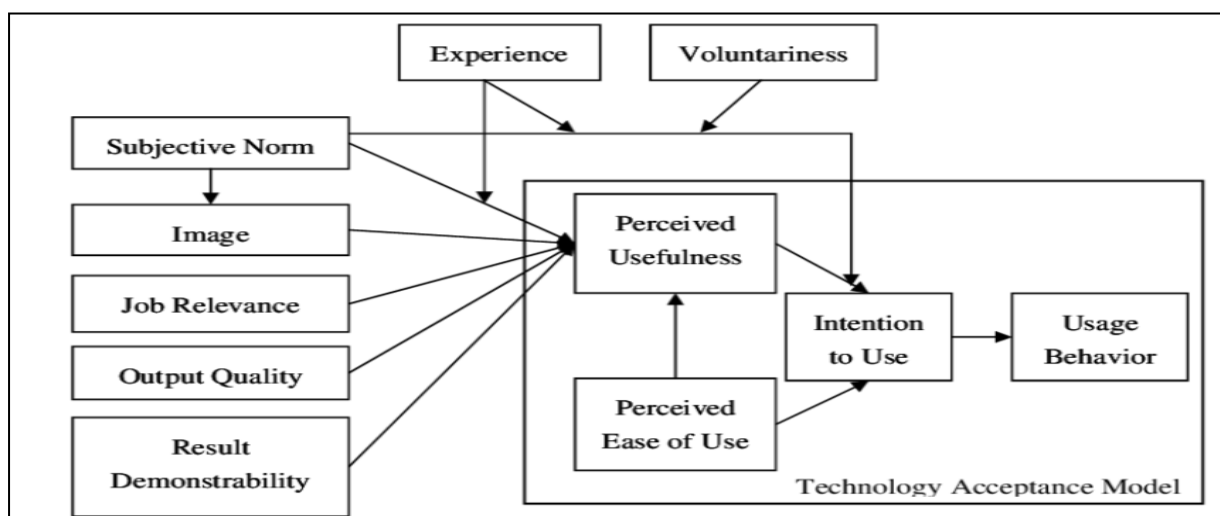 Experience
Voluntariness
Subjective Norm
Image
Job Relevance
Output Quality
Result
Demonstrability
Perceived
Usefulness
Perceived
Ease of Use
Intention
to Use
Usage
Behavior
Technology Acceptance Model